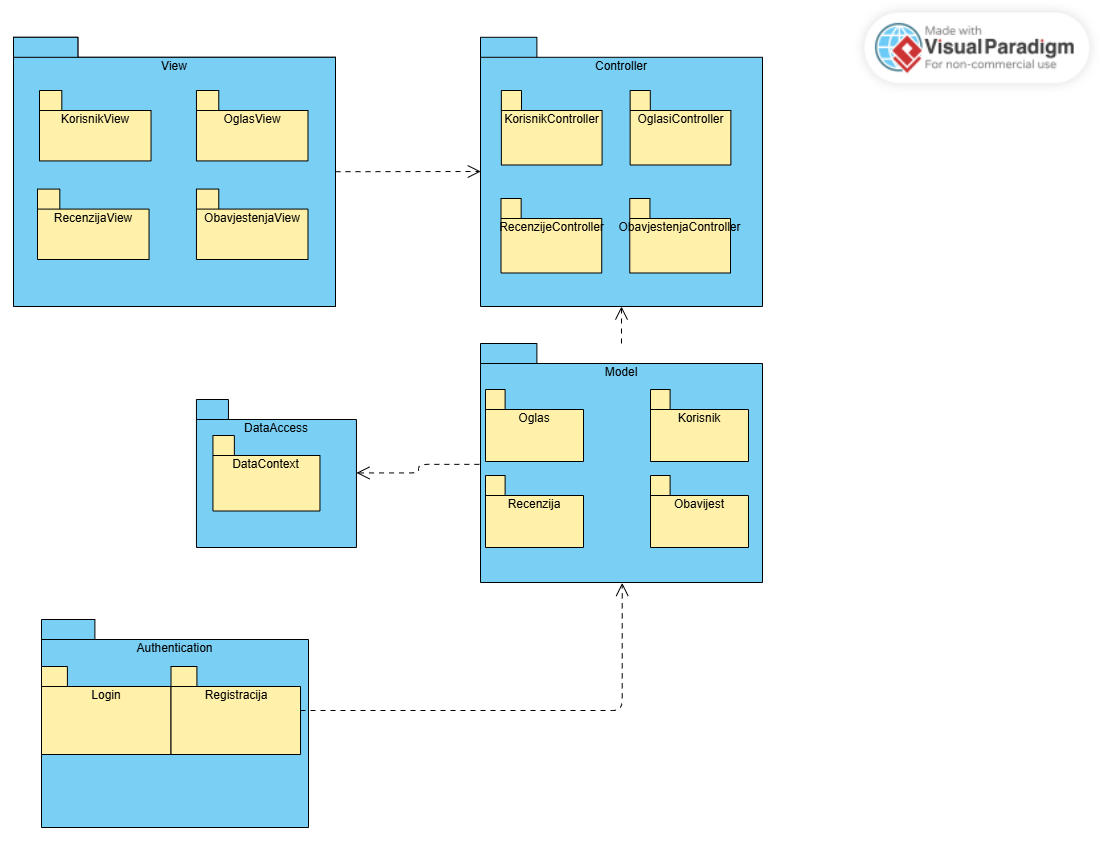 Made with
Visual Paradigm
For non-commercial use
View
KorisnikView
OglasView
RecenzijaView
ObavjestenjaView
Controller
KorisnikController
OglasiController
RecenzijeController
ObavjestenjaController
Model
Oglas
Korisnik
Recenzija
Obavijest
DataAccess
DataContext
Authentication
Login
Registracija